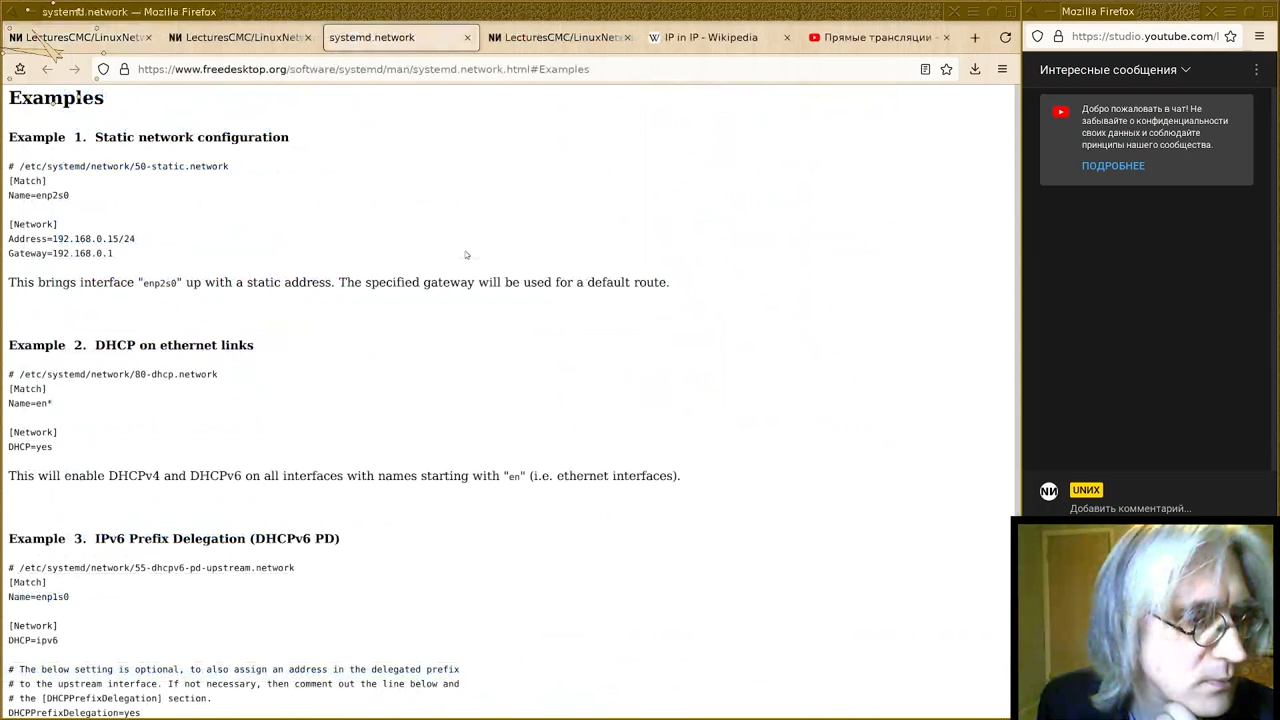 systemd.network — Mozilla Firefox
Mozilla Firefox
LecturesCMC/LinuxNetw
LecturesCMC/LinuxNetw
systemd.network
LecturesCMC/LinuxNetw
IP in IP - Wikipedia
Прямые трансляции -
https://www.freedesktop.org/software/systemd/man/systemd.network.html#Examples
https://studio.youtube.com/l
Examples
Example 1. Static network configuration
# /etc/systemd/network/50-static.network
[Match]
Name=enp2s0
[Network]
Address=192.168.0.15/24
Gateway=192.168.0.1
This brings interface "enp2s0" up with a static address. The specified gateway will be used for a default route.
Example 2. DHCP on ethernet links
# /etc/systemd/network/80-dhcp.network
[Match]
Name=en*
[Network]
DHCP=yes
This will enable DHCPv4 and DHCPv6 on all interfaces with names starting with "en" (i.e. ethernet interfaces).
Example 3. IPv6 Prefix Delegation (DHCPv6 PD)
# /etc/systemd/network/55-dhcpv6-pd-upstream.network
[Match]
Name=enp1s0
[Network]
DHCP=ipv6
# The below setting is optional, to also assign an address in the delegated prefix
# to the upstream interface. If not necessary, then comment out the line below and
# the [DHCPPrefixDelegation] section.
DHCPPrefixDelegation=yes
Интересные сообщения
Добро пожаловать в чат! Не
забывайте о конфиденциальности
своих данных и соблюдайте
принципы нашего сообщества.
ПОДРОБНЕЕ
UNИX
Добавить комментарий...